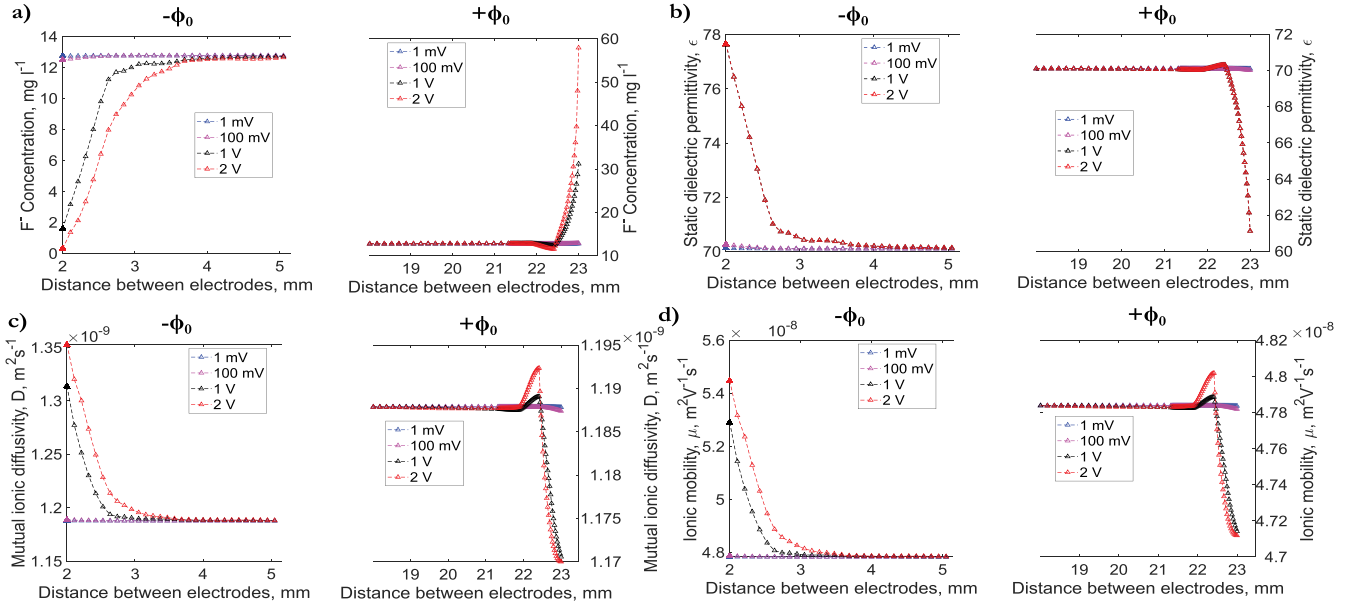 a)
-ϕ₀
+ϕ₀
14
12
10
8
6
4
2
0
F⁻ Concentration, mg l⁻¹
1 mV
100 mV
1 V
2 V
2 3 4 5
Distance between electrodes, mm
1 mV
100 mV
1 V
2 V
60
50
40
30
20
10
F⁻ Concentration, mg l⁻¹
19 20 21 22 23
Distance between electrodes, mm
b)
-ϕ₀
+ϕ₀
78
76
74
72
70
Static dielectric permittivity, ϵ
1 mV
100 mV
1 V
2 V
2 3 4 5
Distance between electrodes, mm
1 mV
100 mV
1 V
2 V
72
70
68
66
64
62
60
Static dielectric permittivity, ϵ
19 20 21 22 23
Distance between electrodes, mm
c)
-ϕ₀
+ϕ₀
× 10⁻⁹
1.35
1.3
1.25
1.2
1.15
Mutual ionic diffusivity, D, m²s⁻¹
1 mV
100 mV
1 V
2 V
2 3 4 5
Distance between electrodes, mm
1 mV
100 mV
1 V
2 V
× 10⁻⁹
1.195
1.19
1.185
1.18
1.175
1.17
Mutual ionic diffusivity, D, m²s⁻¹
19 20 21 22 23
Distance between electrodes, mm
d)
-ϕ₀
+ϕ₀
× 10⁻⁸
5.6
5.4
5.2
5
4.8
Ionic mobility, μ, m²V⁻¹s⁻¹
1 mV
100 mV
1 V
2 V
2 3 4 5
Distance between electrodes, mm
1 mV
100 mV
1 V
2 V
× 10⁻⁸
4.82
4.8
4.78
4.76
4.74
4.72
4.7
Ionic mobility, μ, m²V⁻¹s⁻¹
19 20 21 22 23
Distance between electrodes, mm